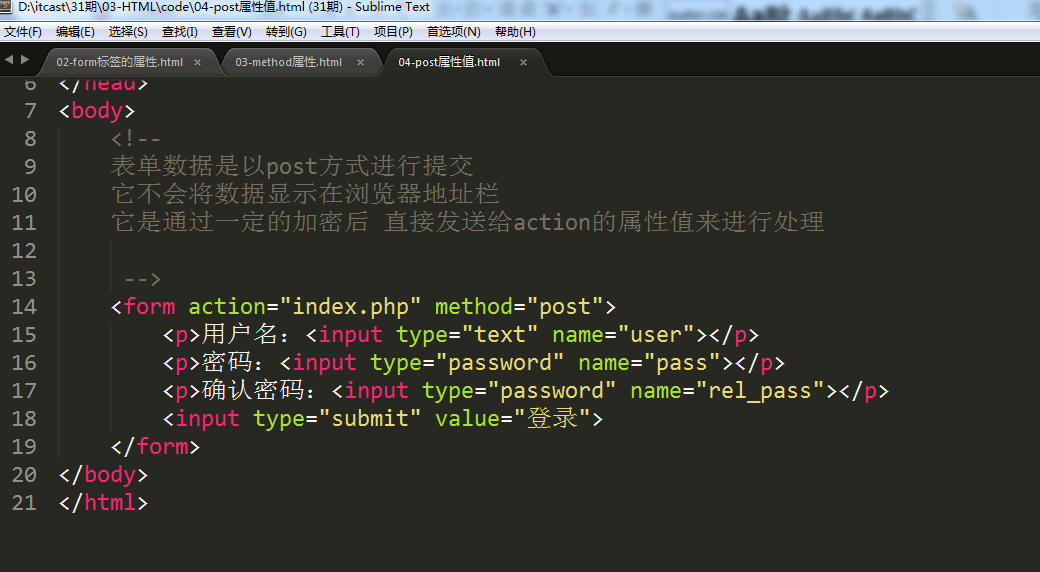 D:\itcast\31期\03-HTML\code\04-post属性值.html (31期) - Sublime Text
文件(F) 编辑(E) 选择(S) 查找(I) 查看(V) 转到(G) 工具(T) 项目(P) 首选项(N) 帮助(H)
02-form标签的属性.html × 03-method属性.html × 04-post属性值.html ×
6 </head>
7 <body>
8 <!--
9 表单数据是以post方式进行提交
10 它不会将数据显示在浏览器地址栏
11 它是通过一定的加密后 直接发送给action的属性值来进行处理
12
13 -->
14 <form action="index.php" method="post">
15 <p>用户名：<input type="text" name="user"></p>
16 <p>密码：<input type="password" name="pass"></p>
17 <p>确认密码：<input type="password" name="rel_pass"></p>
18 <input type="submit" value="登录">
19 </form>
20 </body>
21 </html>